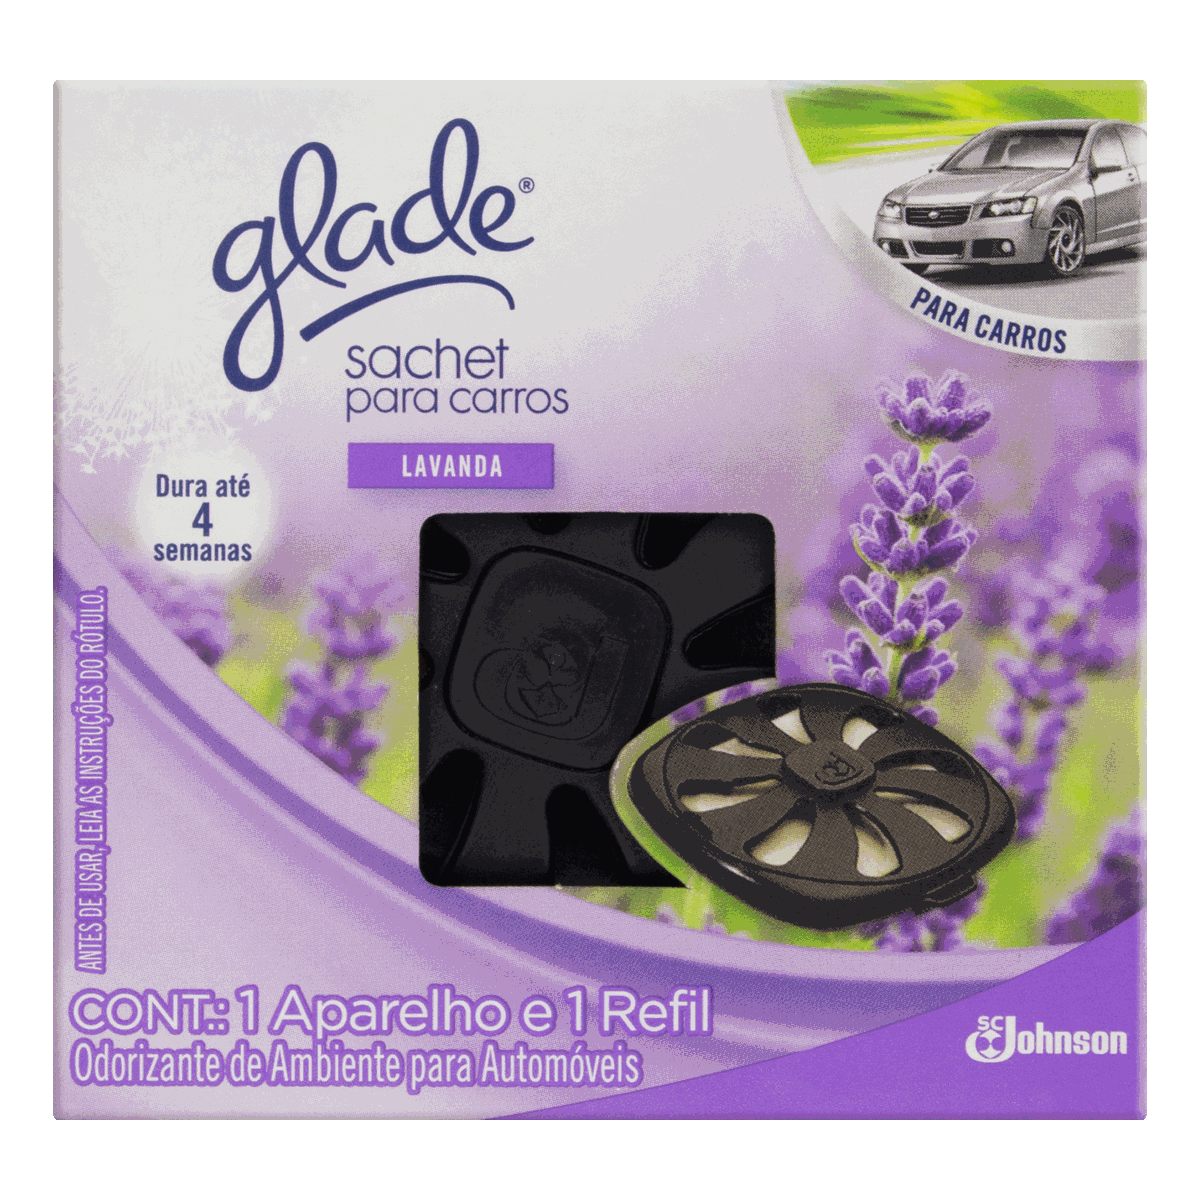 glade®
sachet
para carros
LAVANDA
PARA CARROS
Dura até
4
semanas
ANTES DE USAR, LEIA AS INSTRUÇÕES DO RÓTULO.
CONT.: 1 Aparelho e 1 Refil
Odorizante de Ambiente para Automóveis
SC
Johnson